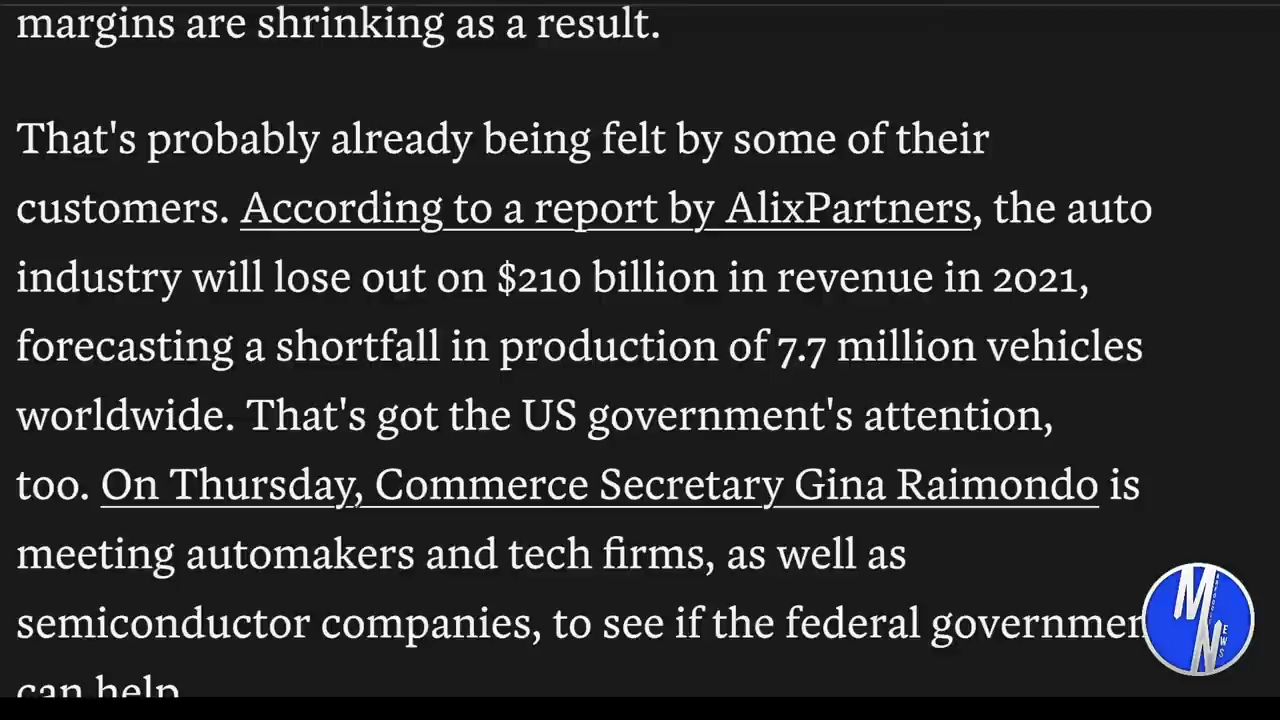 margins are shrinking as a result.
That's probably already being felt by some of their
customers. According to a report by AlixPartners, the auto
industry will lose out on $210 billion in revenue in 2021,
forecasting a shortfall in production of 7.7 million vehicles
worldwide. That's got the US government's attention,
too. On Thursday, Commerce Secretary Gina Raimondo is
meeting automakers and tech firms, as well as
semiconductor companies, to see if the federal governmen
can help
M
N
EWS